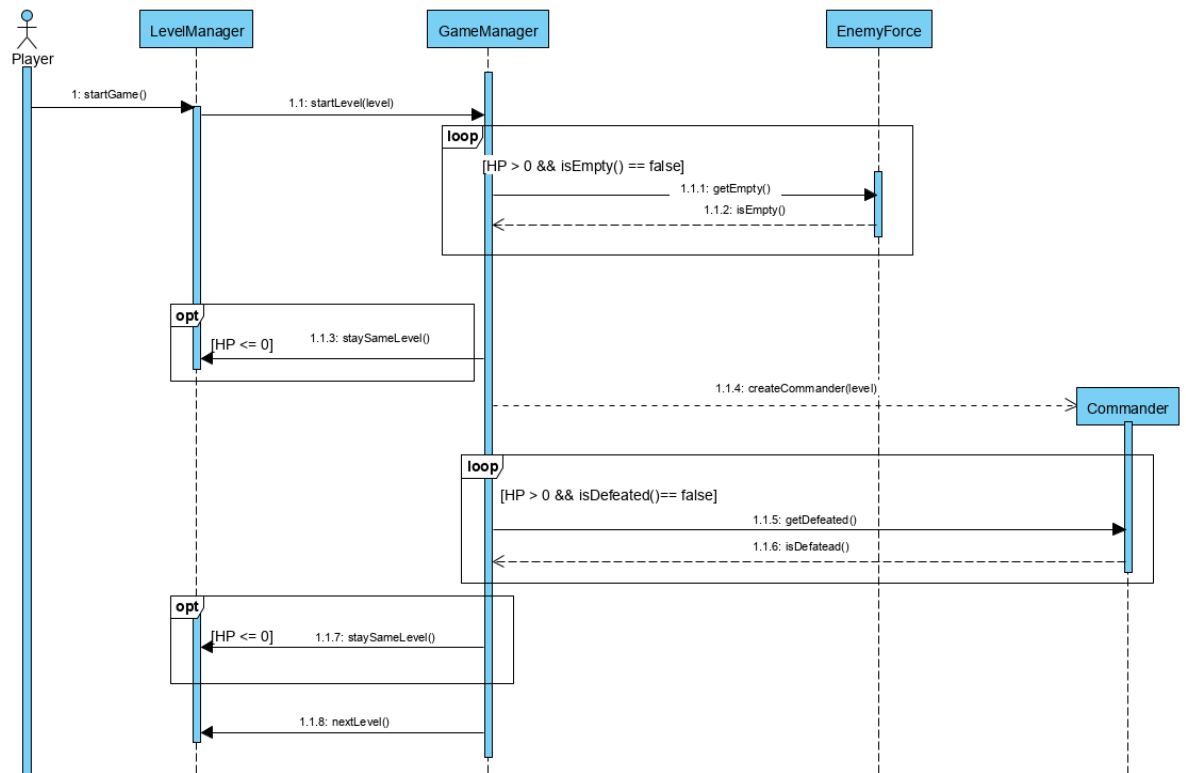 LevelManager
GameManager
EnemyForce
Player
1: startGame()
1.1: startLevel(level)
loop
[HP > 0 && isEmpty() == false]
1.1.1: getEmpty()
1.1.2: isEmpty()
opt
[HP <= 0]
1.1.3: staySameLevel()
1.1.4: createCommander(level)
Commander
loop
[HP > 0 && isDefeated()== false]
1.1.5: getDefeated()
1.1.6: isDefatead()
opt
[HP <= 0]
1.1.7: staySameLevel()
1.1.8: nextLevel()